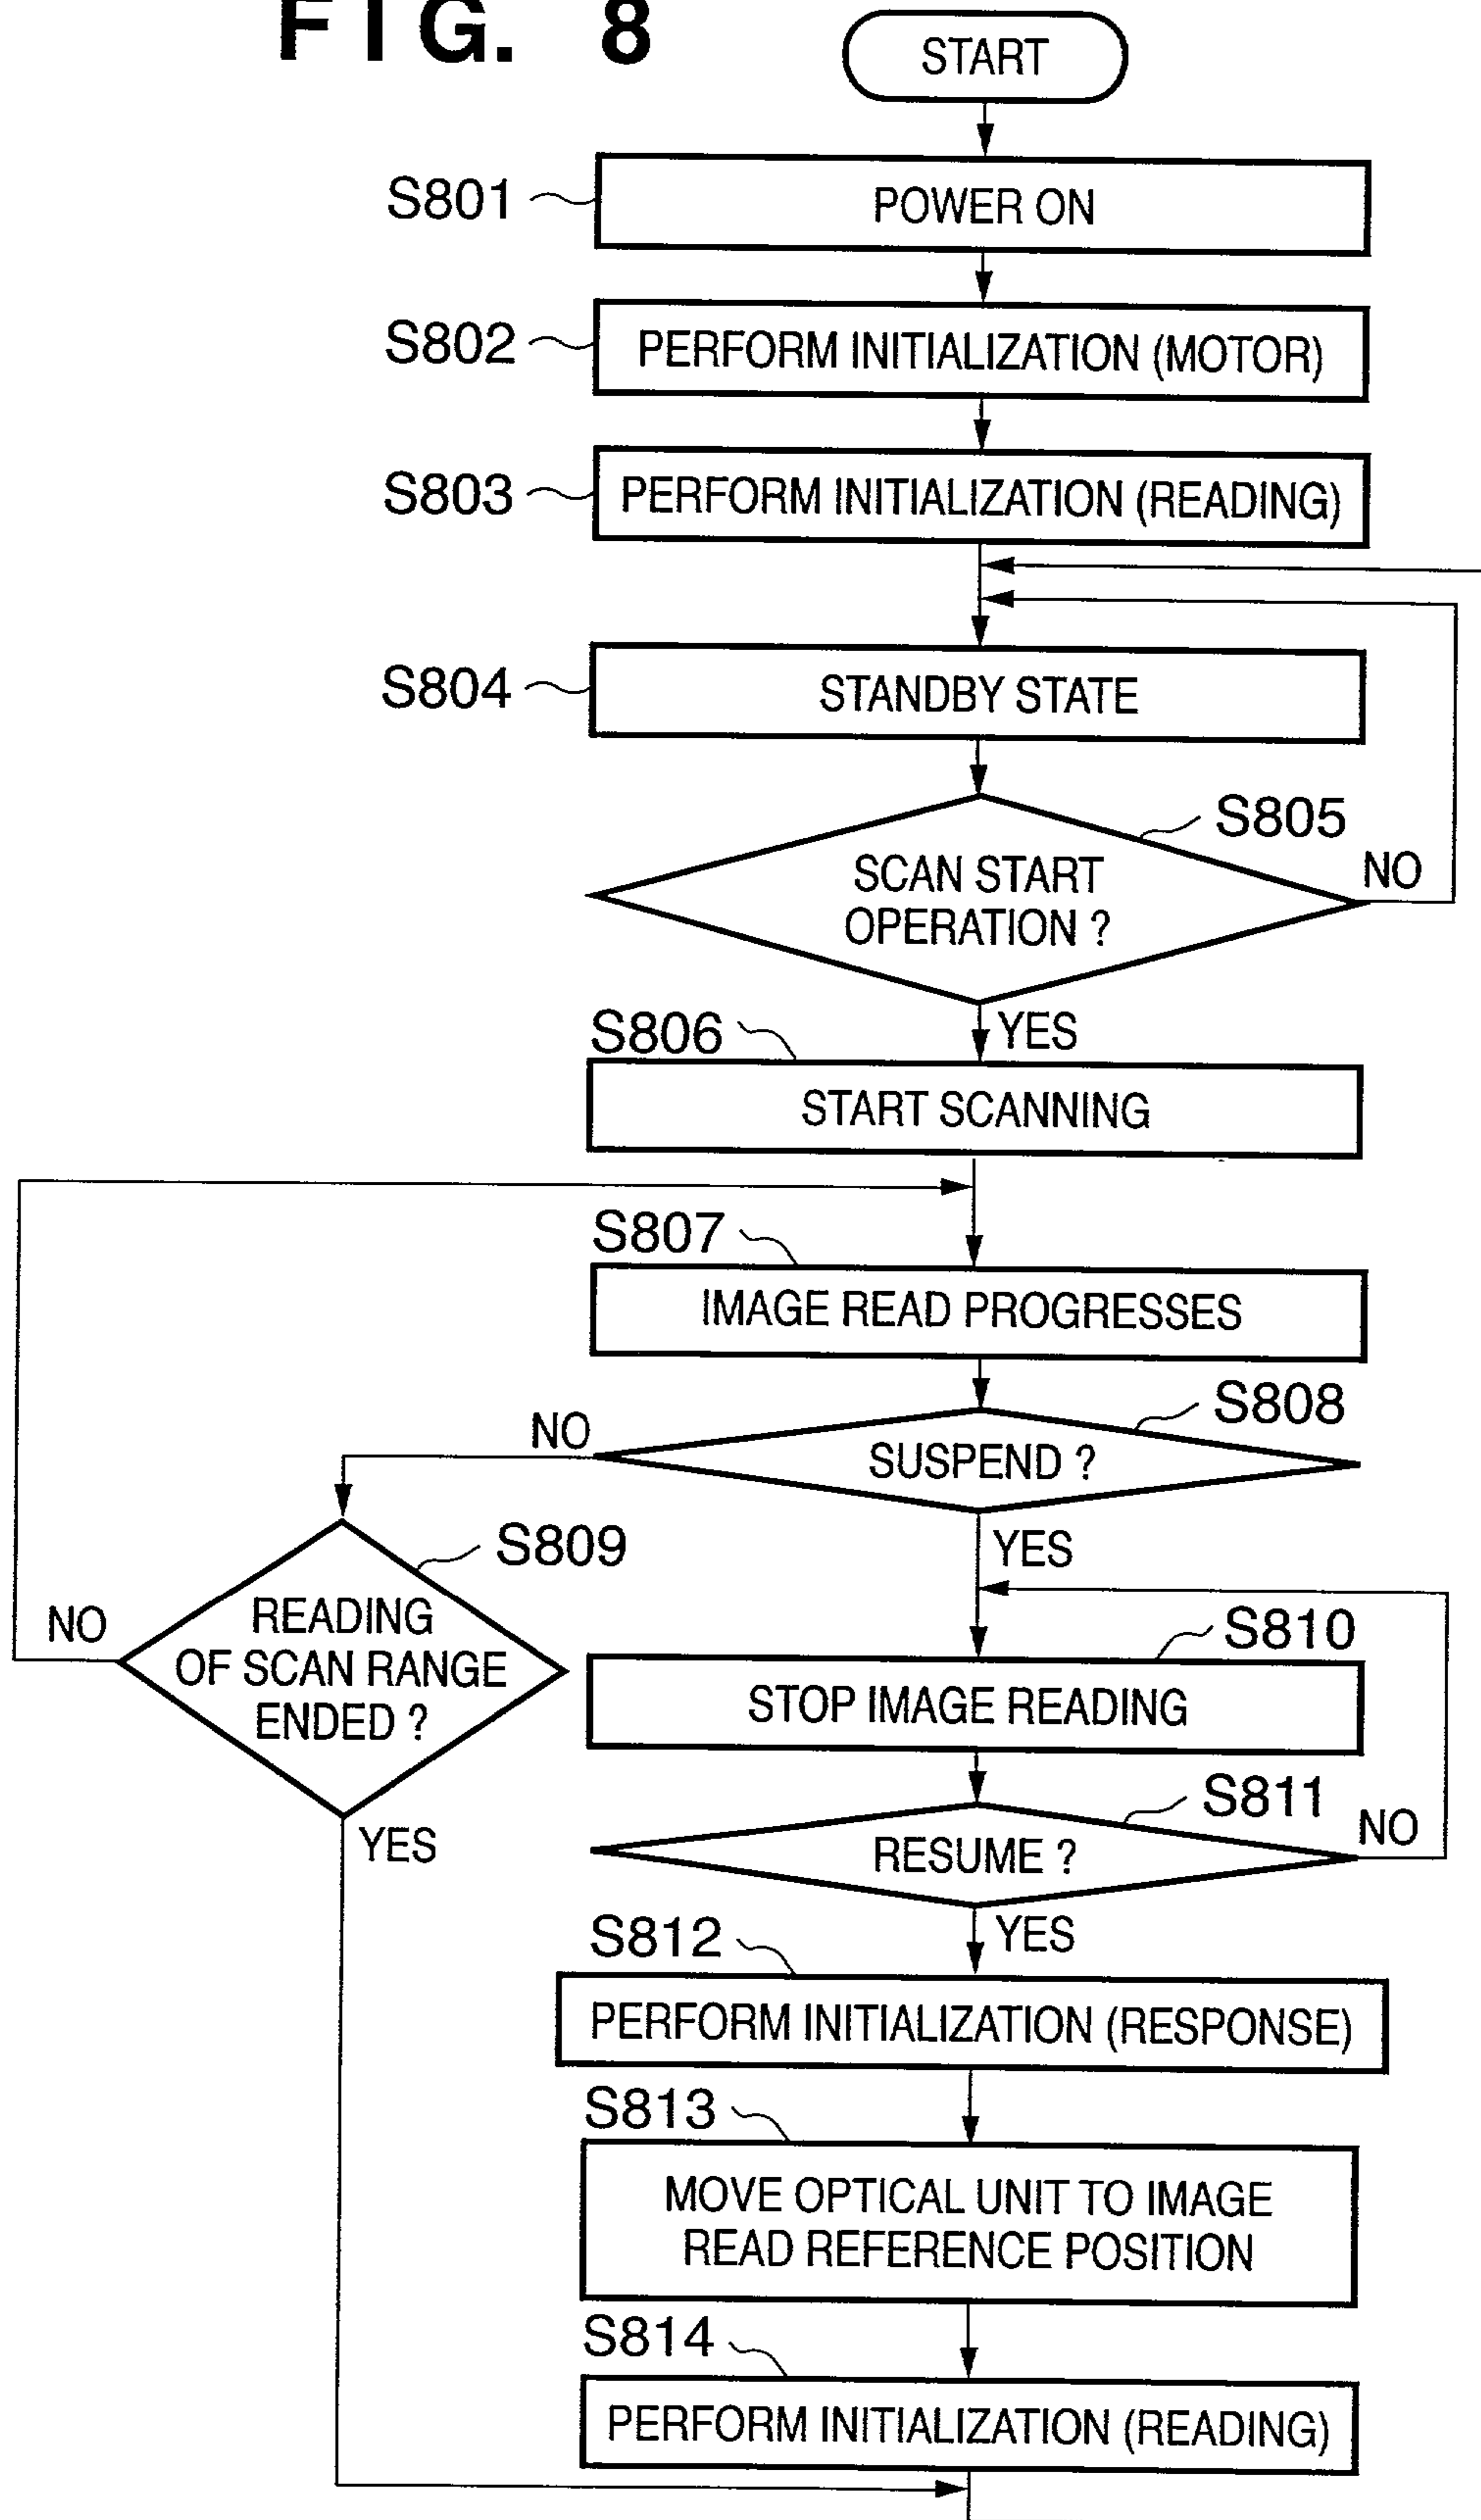 FIG. 8
START
S801
POWER ON
S802
PERFORM INITIALIZATION (MOTOR)
S803
PERFORM INITIALIZATION (READING)
S804
STANDBY STATE
S805
SCAN START
OPERATION ?
NO
YES
S806
START SCANNING
S807
IMAGE READ PROGRESSES
S808
SUSPEND ?
NO
YES
S809
READING
OF SCAN RANGE
ENDED ?
NO
YES
S810
STOP IMAGE READING
S811
RESUME ?
NO
YES
S812
PERFORM INITIALIZATION (RESPONSE)
S813
MOVE OPTICAL UNIT TO IMAGE
READ REFERENCE POSITION
S814
PERFORM INITIALIZATION (READING)